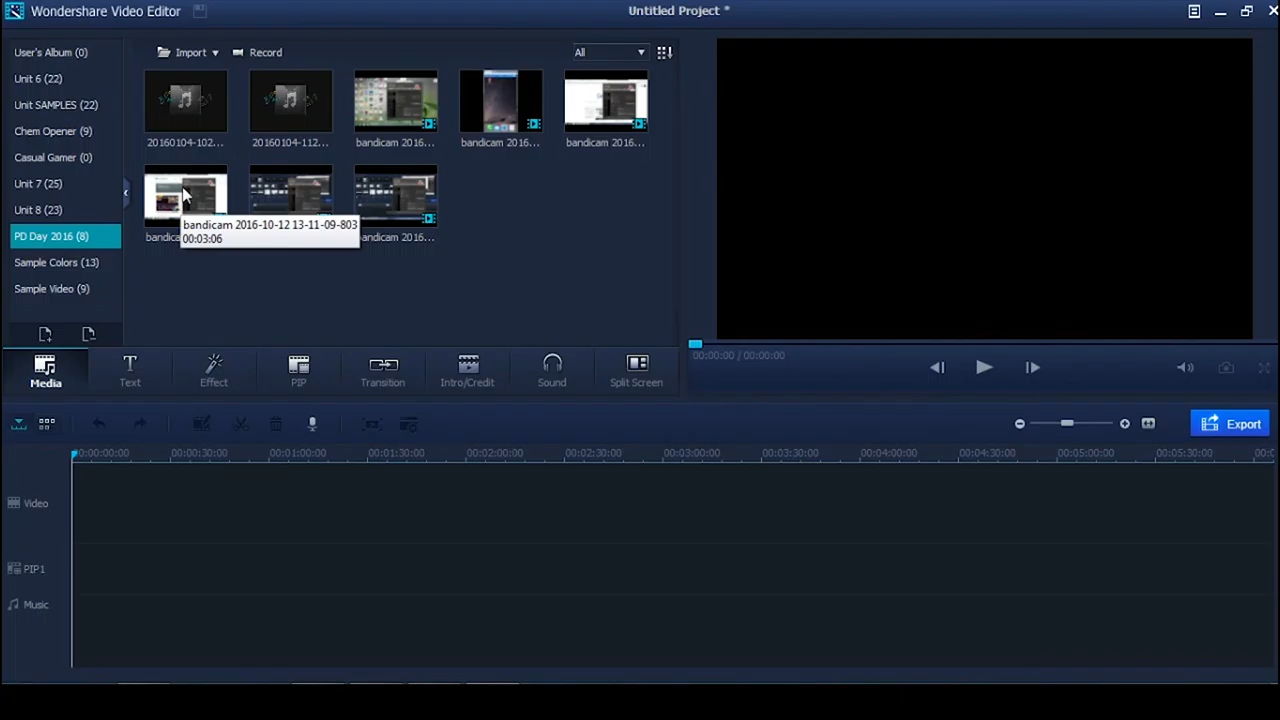 Wondershare Video Editor
Untitled Project *
User's Album (0)
Unit 6 (22)
Unit SAMPLES (22)
Chem Opener (9)
Casual Gamer (0)
Unit 7 (25)
Unit 8 (23)
PD Day 2016 (8)
Sample Colors (13)
Sample Video (9)
Import
Record
All
20160104-102...
20160104-112...
bandicam 2016...
bandicam 2016...
bandicam 2016...
bandicam 2016-10-12 13-11-09-803
00:03:06
bandicam 2016...
00:00:00 / 00:00:00
Media
Text
Effect
PIP
Transition
Intro/Credit
Sound
Split Screen
Export
00:00:00:00
00:00:30:00
00:01:00:00
00:01:30:00
00:02:00:00
00:02:30:00
00:03:00:00
00:03:30:00
00:04:00:00
00:04:30:00
00:05:00:00
00:05:30:00
Video
PIP1
Music